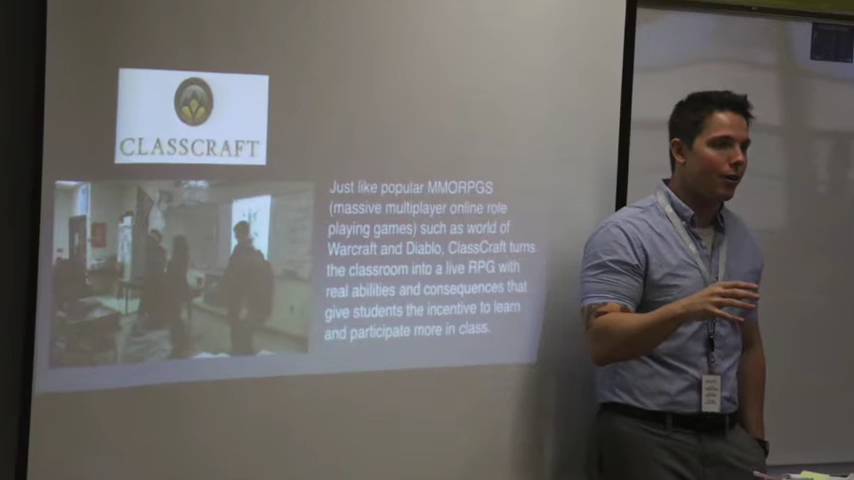 CLASSCRAFT
Just like popular MMORPGS
(massive multiplayer online role
playing games) such as world of
Warcraft and Diablo, ClassCraft turns
the classroom into a live RPG with
real abilities and consequences that
give students the incentive to learn
and participate more in class.